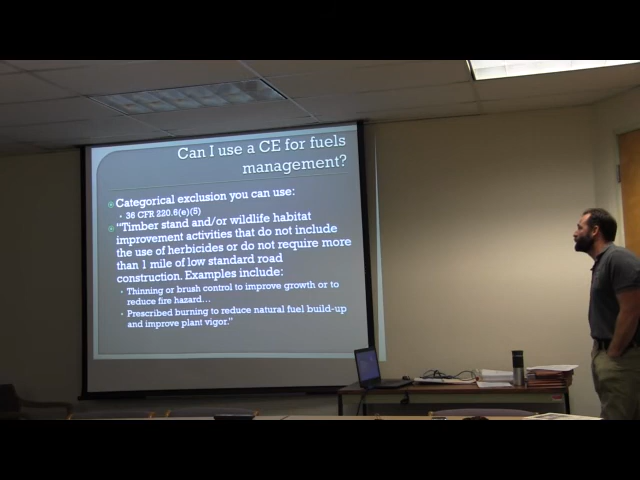 Can I use a CE for fuels
management?
Categorical exclusion you can use:
36 CFR 220.6(e)(5)
"Timber stand and/or wildlife habitat
improvement activities that do not include
the use of herbicides or do not require more
than 1 mile of low standard road
construction. Examples include:
Thinning or brush control to improve growth or to
reduce fire hazard...
Prescribed burning to reduce natural fuel build-up
and improve plant vigor."